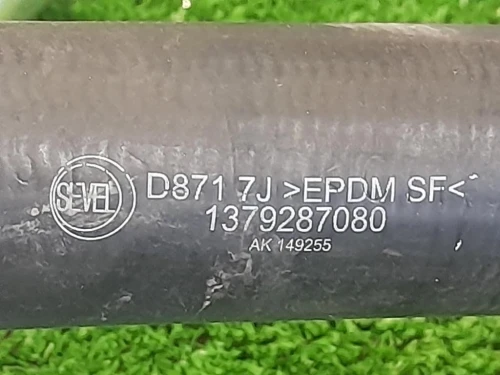 SEVEL
D871 7J >EPDM SF<
1379287080
AK 149255